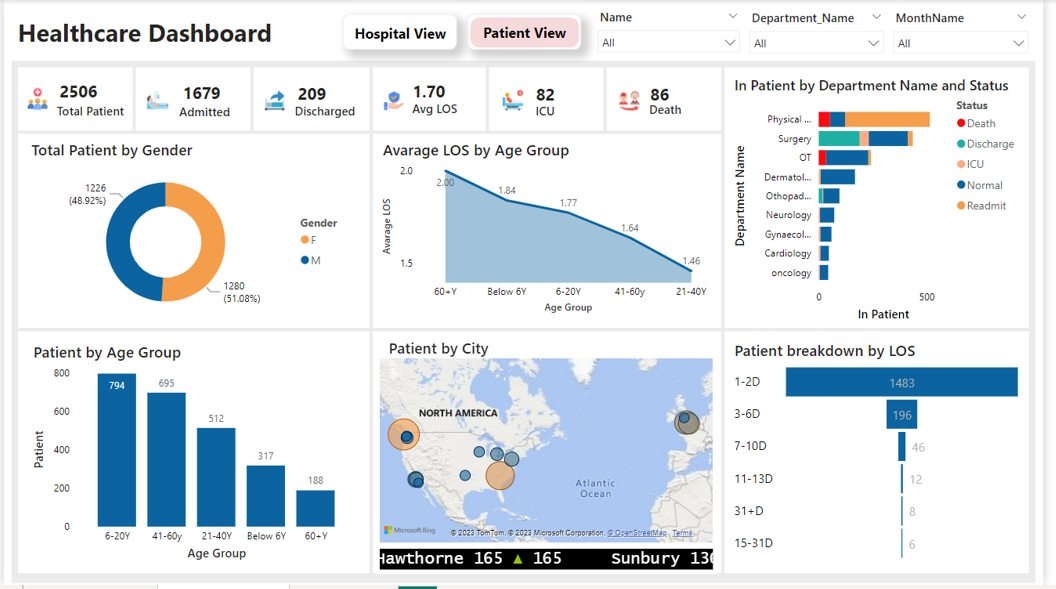 Healthcare Dashboard
Hospital View
Patient View
Name
All
Department_Name
All
MonthName
All
2506
Total Patient
1679
Admitted
209
Discharged
1.70
Avg LOS
82
ICU
86
Death
Total Patient by Gender
1226
(48.92%)
1280
(51.08%)
Gender
F
M
Avarage LOS by Age Group
Avarage LOS
2.0
1.5
2.00
1.84
1.77
1.64
1.46
60+Y
Below 6Y
6-20Y
41-60y
21-40Y
Age Group
In Patient by Department Name and Status
Department Name
Physical ...
Surgery
OT
Dermatol...
Othopad...
Neurology
Gynaecol...
Cardiology
oncology
0
500
In Patient
Status
Death
Discharge
ICU
Normal
Readmit
Patient by Age Group
Patient
800
600
400
200
0
794
695
512
317
188
6-20Y
41-60y
21-40Y
Below 6Y
60+Y
Age Group
Patient by City
NORTH AMERICA
Atlantic
Ocean
Microsoft Bing
© 2023 TomTom, © 2023 Microsoft Corporation, © OpenStreetMap Terms
Hawthorne 165 ▲ 165 Sunbury
Patient breakdown by LOS
1-2D
1483
3-6D
196
7-10D
46
11-13D
12
31+D
8
15-31D
6